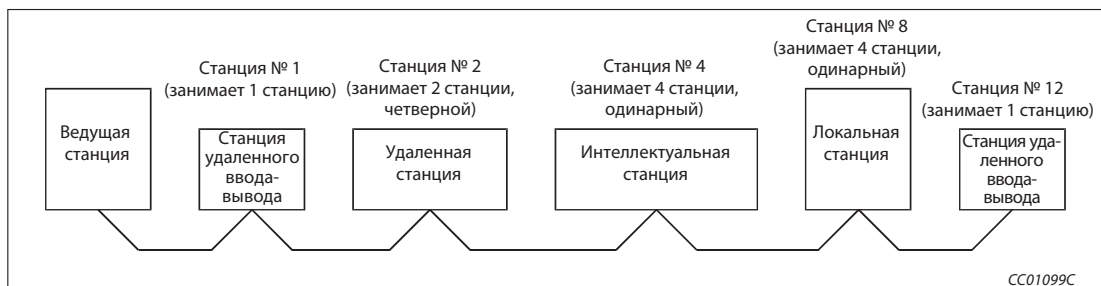 Ведущая
станция
Станция № 1
(занимает 1 станцию)
Станция
удаленного
ввода-
вывода
Станция № 2
(занимает 2 станции,
четверной)
Удаленная
станция
Станция № 4
(занимает 4 станции,
одинарный)
Интеллектуальная
станция
Станция № 8
(занимает 4 станции,
одинарный)
Локальная
станция
Станция № 12
(занимает 1 станцию)
Станция уда-
ленного
ввода-
вывода
CC01099C